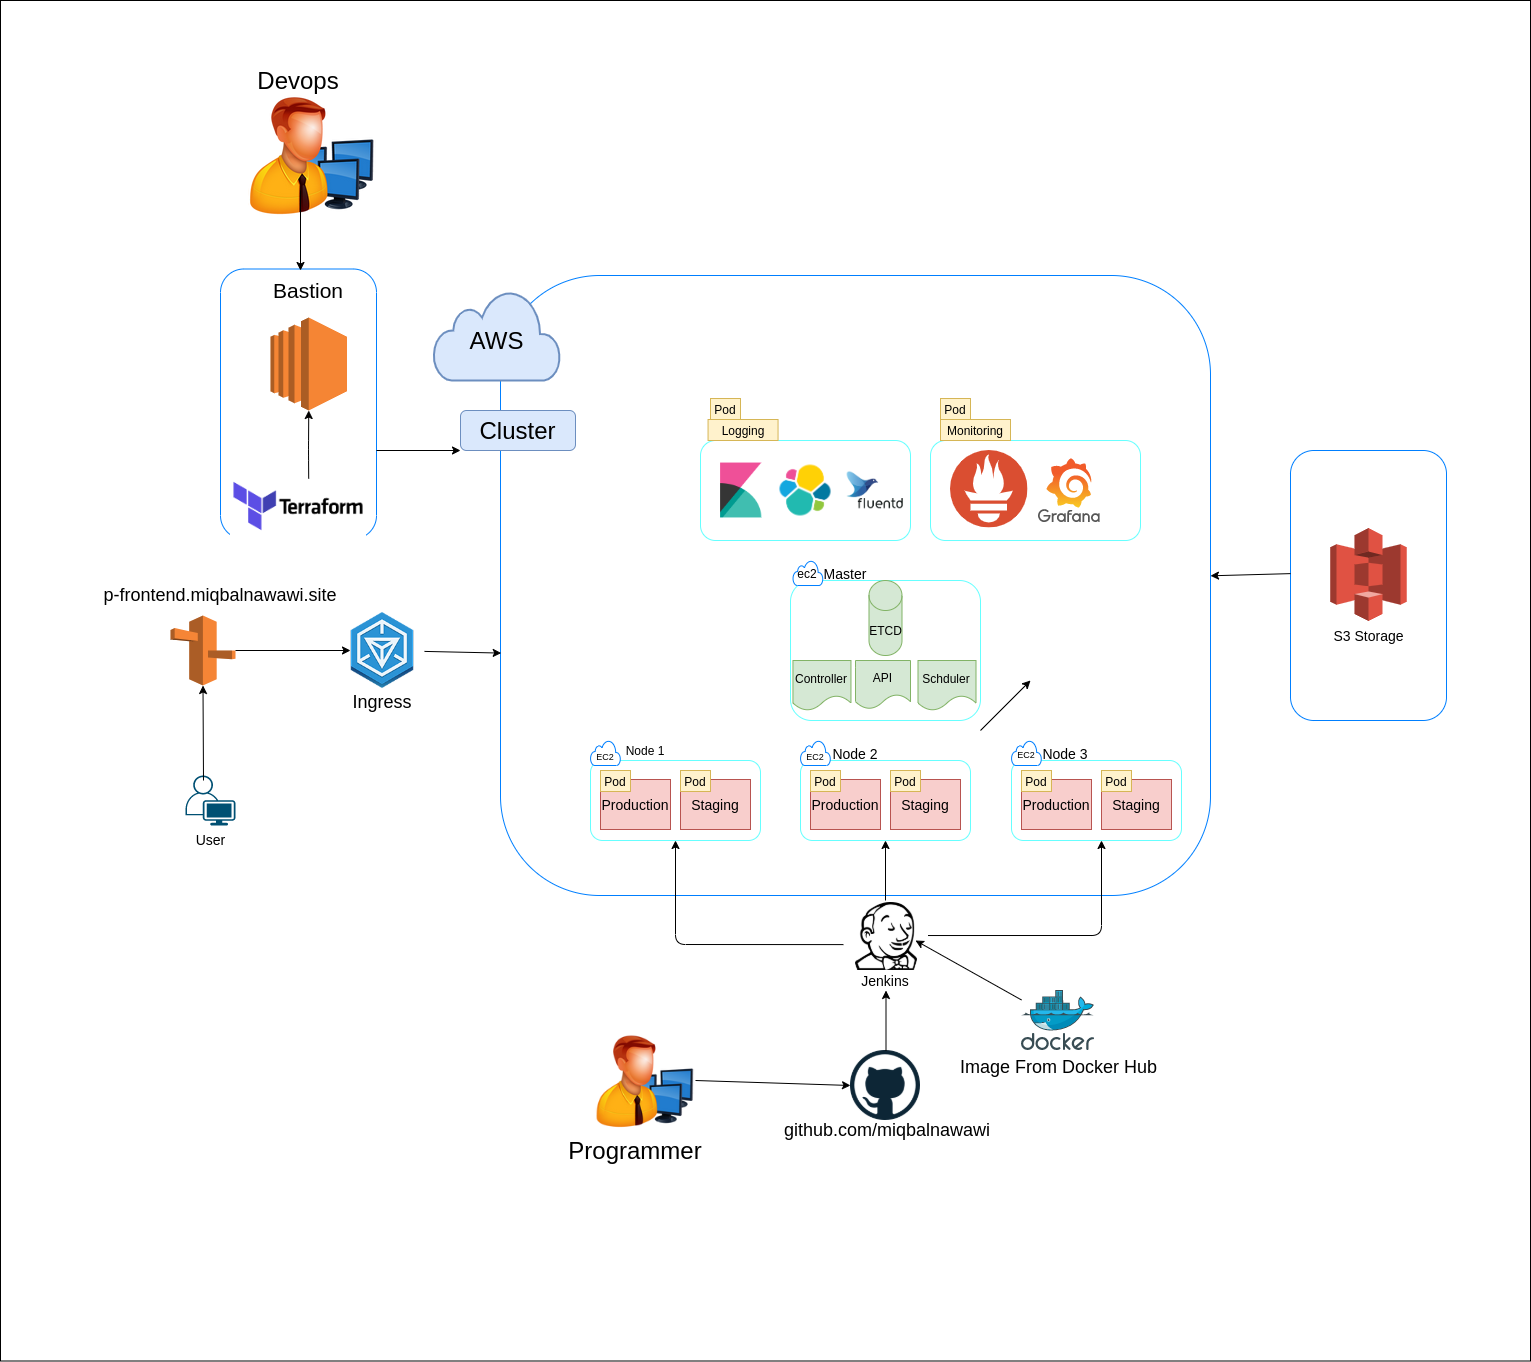 Devops
Bastion
Terraform
AWS
Cluster
Pod
Logging
fluentd
Pod
Monitoring
Grafana
ec2
Master
ETCD
Controller
API
Schduler
S3 Storage
p-frontend.miqbalnawawi.site
Ingress
User
EC2
Node 1
Pod
Production
Pod
Staging
EC2
Node 2
Pod
Production
Pod
Staging
EC2
Node 3
Pod
Production
Pod
Staging
Jenkins
docker
Image From Docker Hub
github.com/miqbalnawawi
Programmer